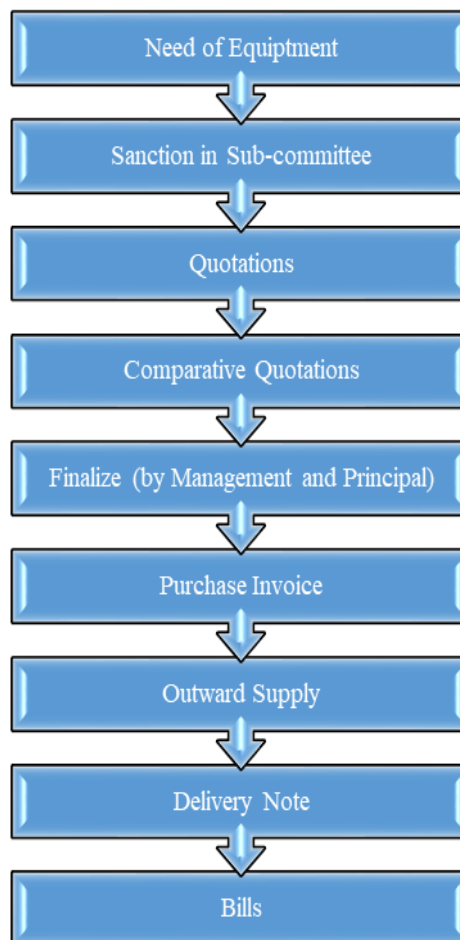 Need of Equiptment
Sanction in Sub-committee
Quotations
Comparative Quotations
Finalize (by Management and Principal)
Purchase Invoice
Outward Supply
Delivery Note
Bills